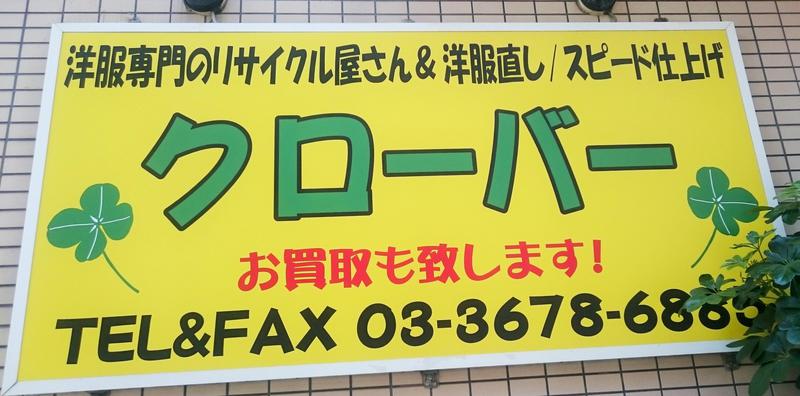 洋服専門のリサイクル屋さん&洋服直し/スピード仕上げ
クローバー
お買取も致します!
TEL&FAX 03-3678-6883